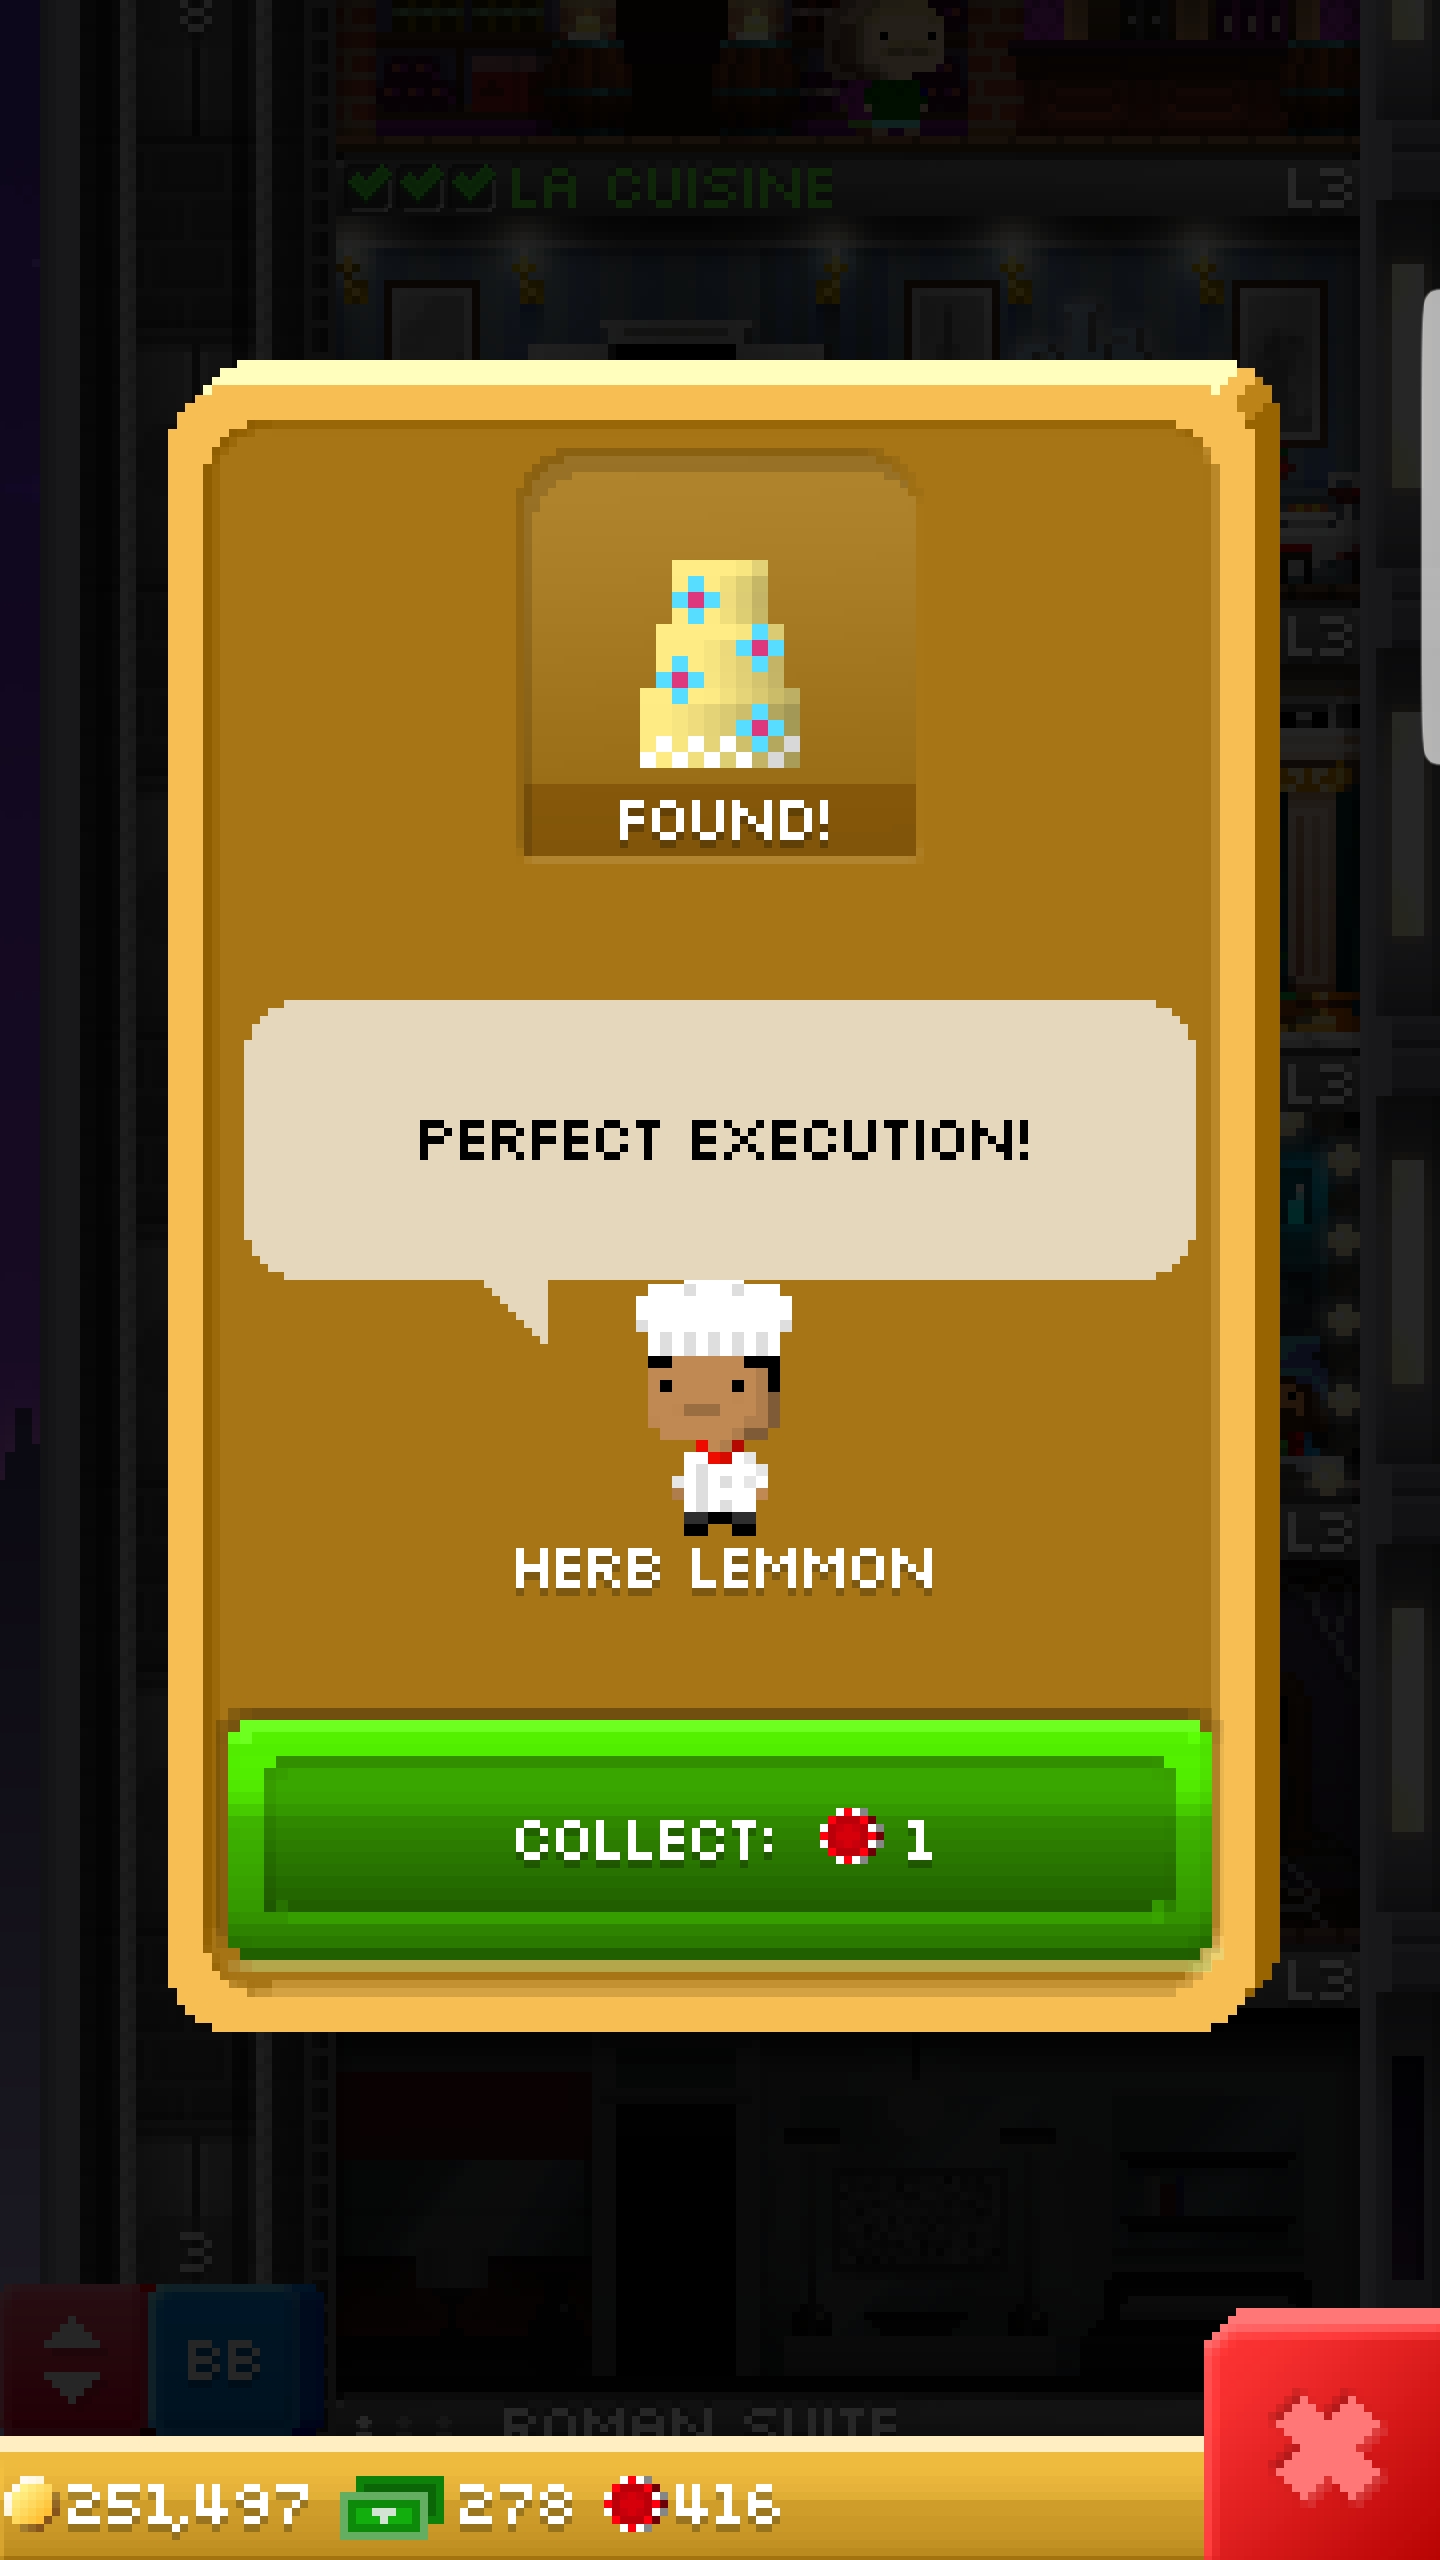 8
LA CUISINE L3
FOUND!
L3
PERFECT EXECUTION!
L3
L3
HERB LEMMON
COLLECT: 1
L3
3
BB
ROMAN SUITE
251,497 278 416